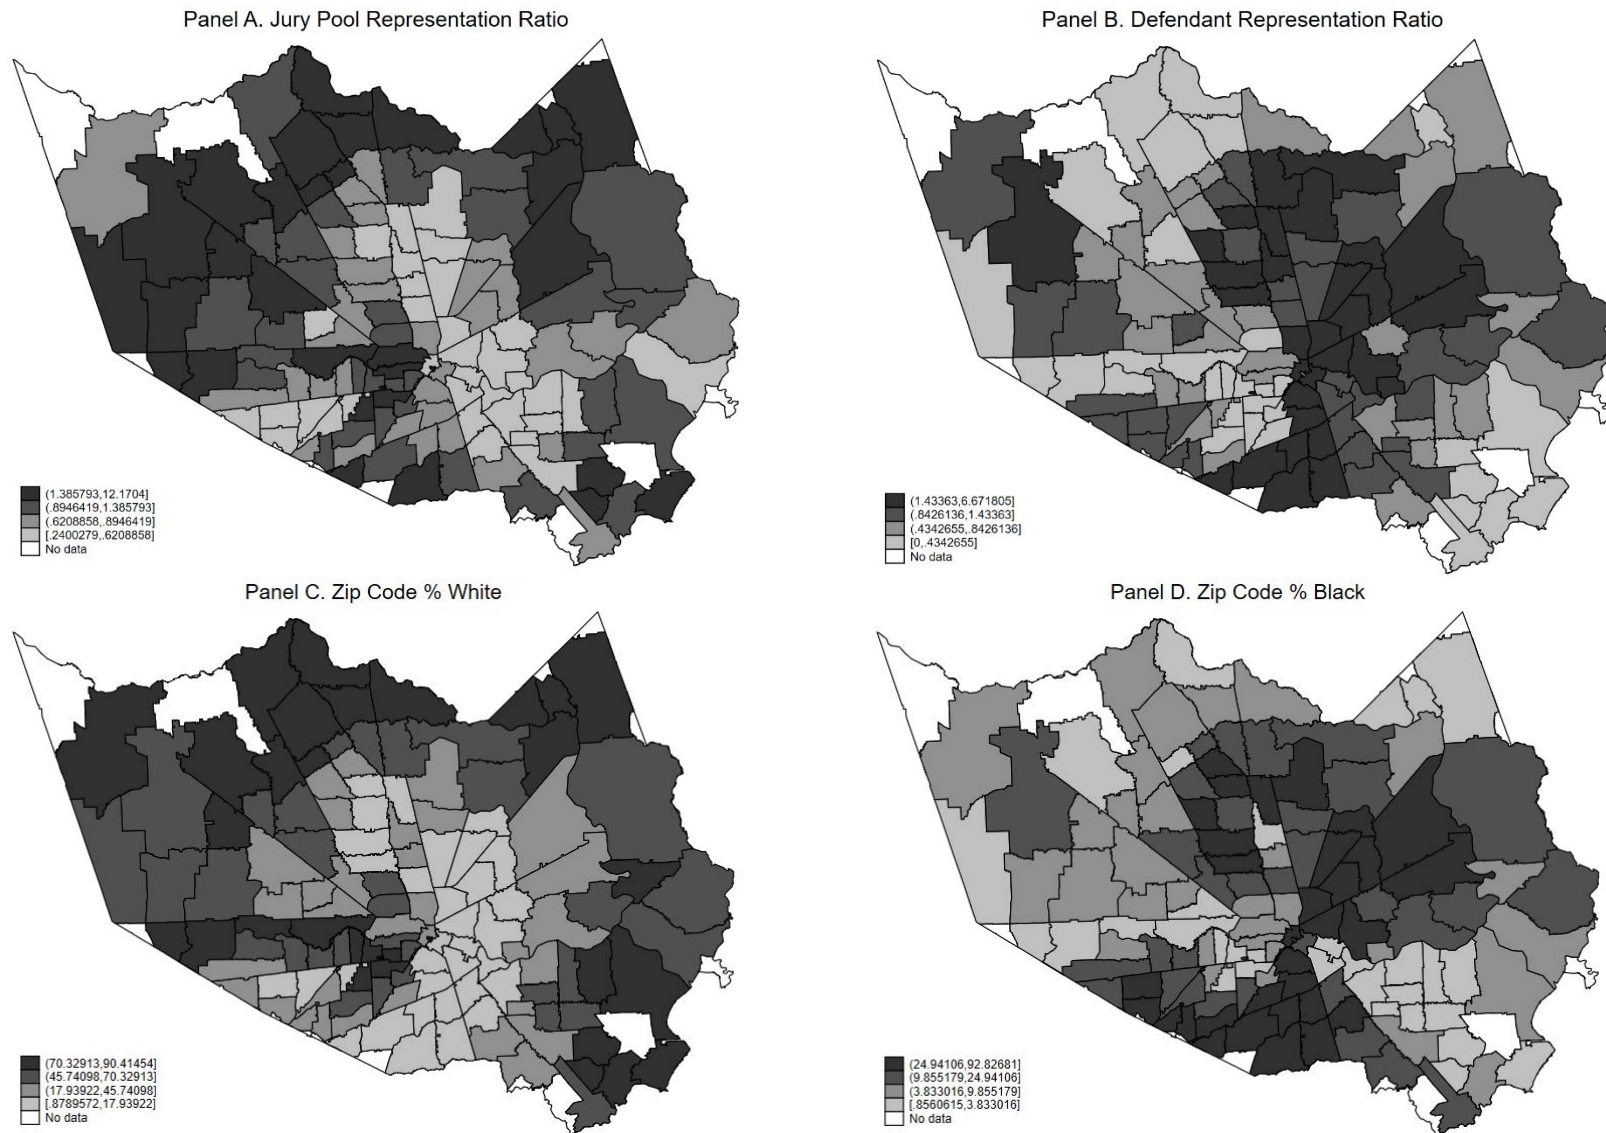 Panel A. Jury Pool Representation Ratio
(1.385793,12.1704]
(.8946419,1.385793]
(.6208858,.8946419]
[.2400279,.6208858]
No data
Panel B. Defendant Representation Ratio
(1.43363,6.671805]
(.8426136,1.43363]
(.4342655,.8426136]
[0,.4342655]
No data
Panel C. Zip Code % White
(70.32913,90.41454]
(45.74098,70.32913]
(17.93922,45.74098]
[.8789572,17.93922]
No data
Panel D. Zip Code % Black
(24.94106,92.82681]
(9.855179,24.94106]
(3.833016,9.855179]
[.8560615,3.833016]
No data